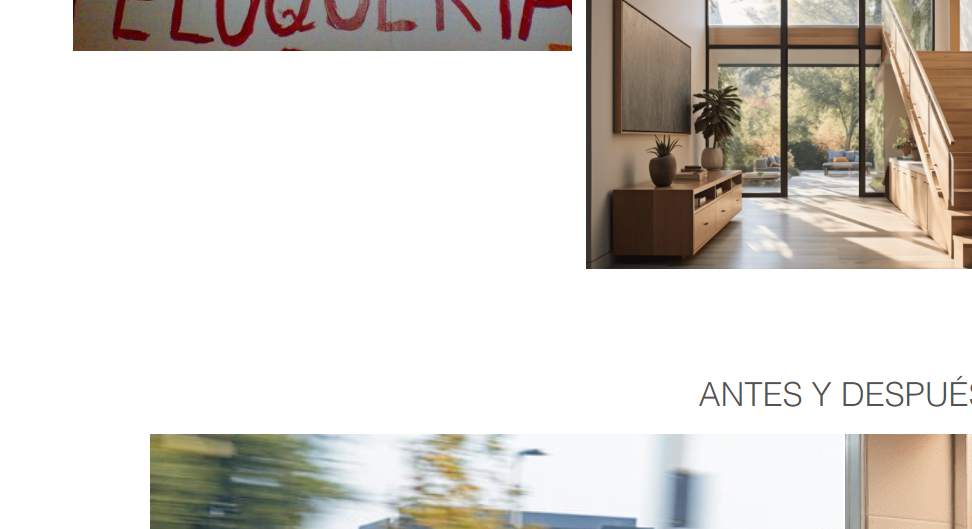 ELUQUERIA
ANTES Y DESPUÉS